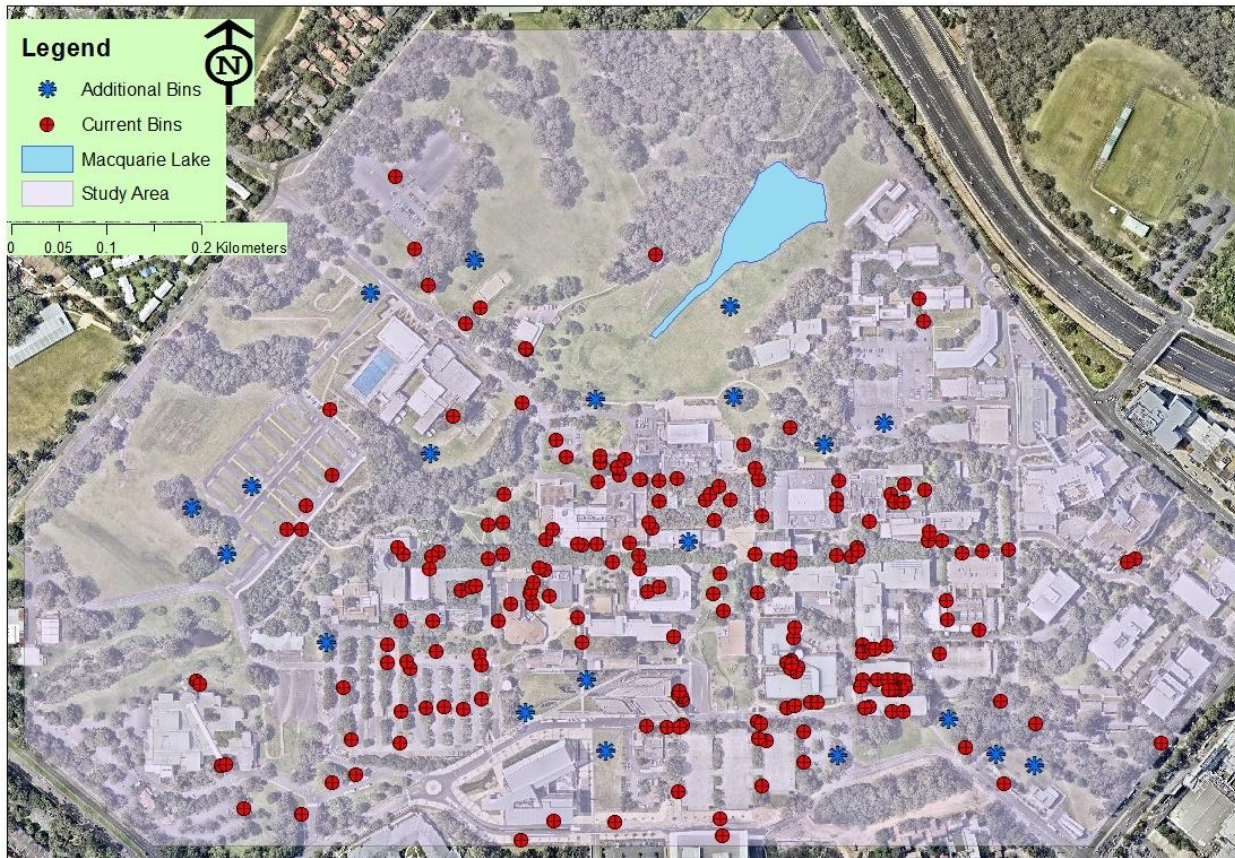 Legend
N
Additional Bins
Current Bins
Macquarie Lake
Study Area
0 0.05 0.1 0.2 Kilometers